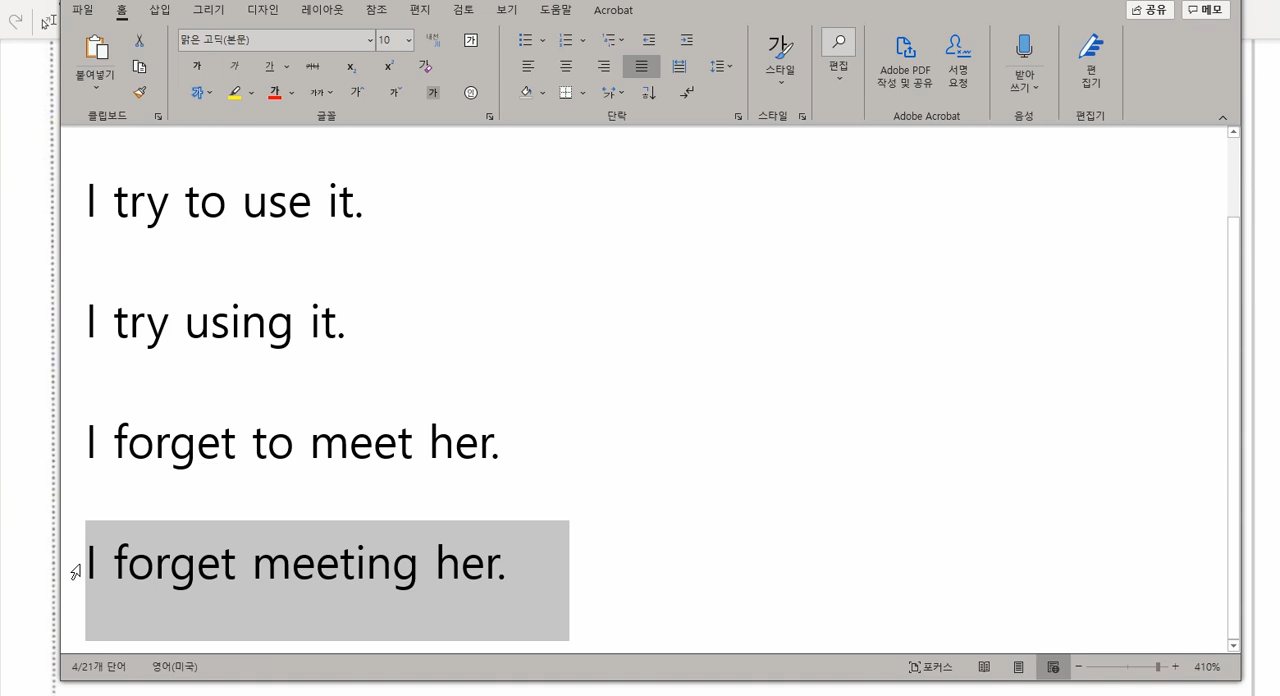 파일 홈 삽입 그리기 디자인 레이아웃 참조 편지 검토 보기 도움말 Acrobat 공유 메모
맑은 고딕(본문) 10
붙여넣기
스타일
편집
Adobe PDF
작성 및 공유
서명
요청
받아
쓰기
편
집기
클립보드 글꼴 단락 스타일 Adobe Acrobat 음성 편집기
I try to use it.
I try using it.
I forget to meet her.
I forget meeting her.
4/21개 단어 영어(미국) 포커스 410%